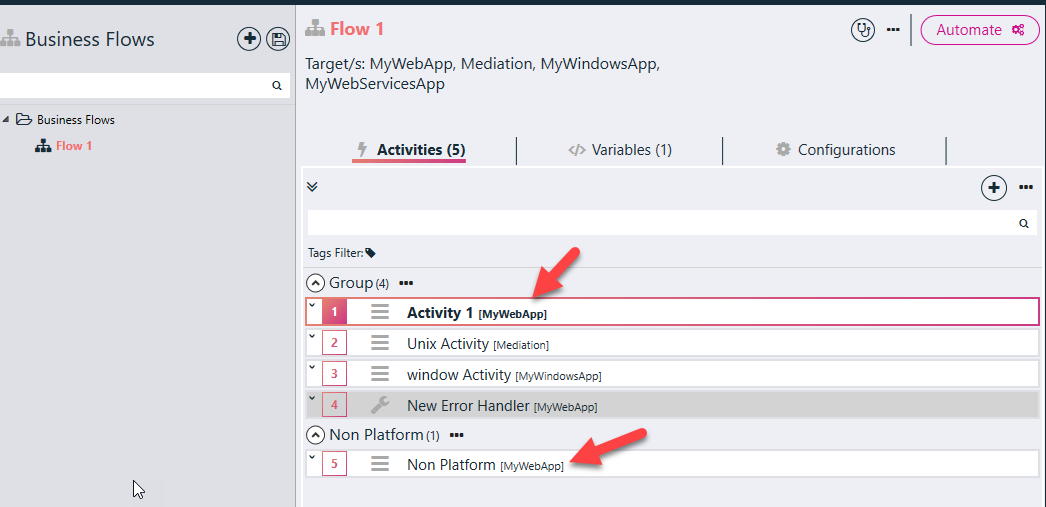 Business Flows
Business Flows
Flow 1
Flow 1
Automate
Target/s: MyWebApp, Mediation, MyWindowsApp,
MyWebServicesApp
Activities (5)
Variables (1)
Configurations
Tags Filter:
Group (4)
1 Activity 1 [MyWebApp]
2 Unix Activity [Mediation]
3 window Activity [MyWindowsApp]
4 New Error Handler [MyWebApp]
Non Platform (1)
5 Non Platform [MyWebApp]